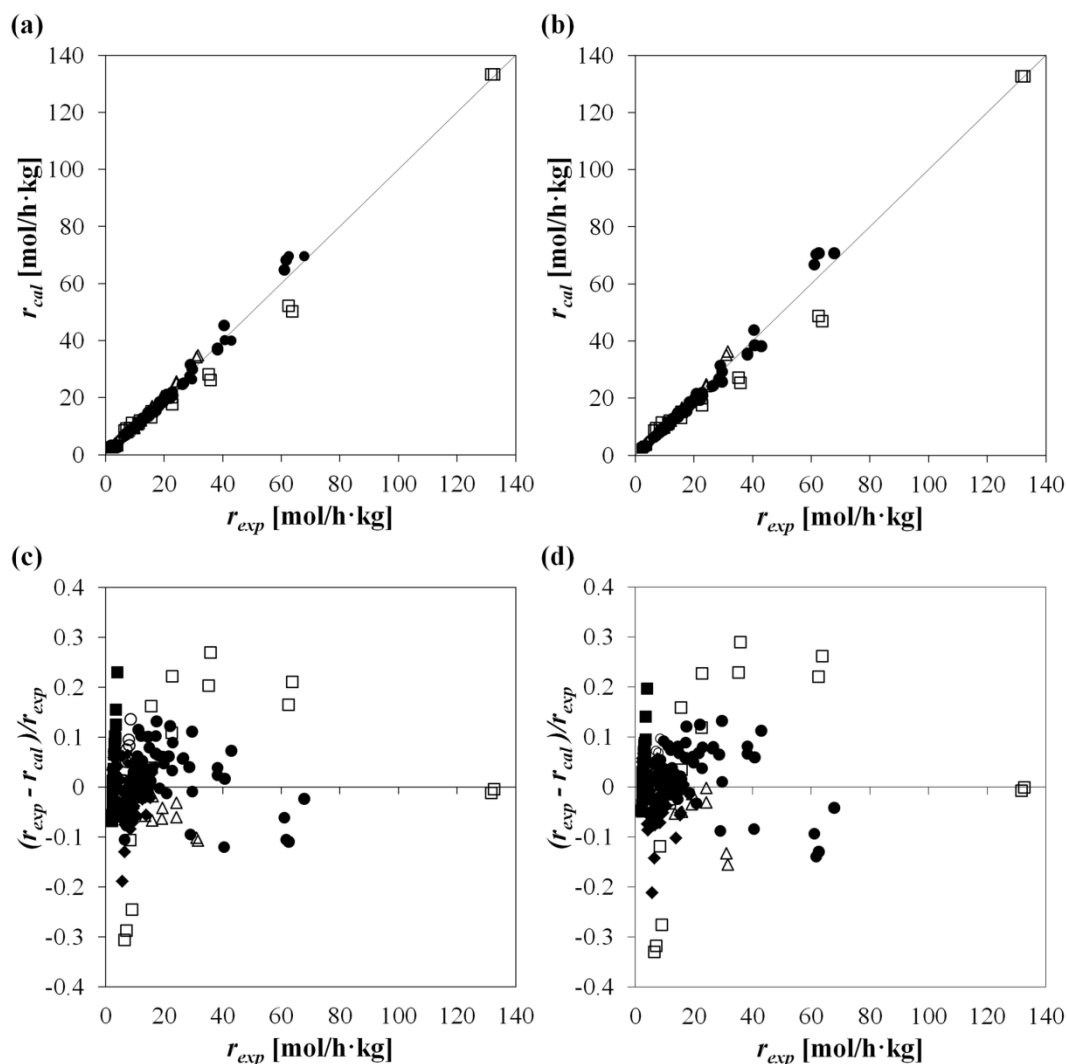 (a)
140
120
100
80
60
40
20
0
r_cal [mol/h·kg]
0 20 40 60 80 100 120 140
r_exp [mol/h·kg]
(b)
140
120
100
80
60
40
20
0
r_cal [mol/h·kg]
0 20 40 60 80 100 120 140
r_exp [mol/h·kg]
(c)
0.4
0.3
0.2
0.1
0
-0.1
-0.2
-0.3
-0.4
(r_exp - r_cal)/r_exp
0 20 40 60 80 100 120 140
r_exp [mol/h·kg]
(d)
0.4
0.3
0.2
0.1
0
-0.1
-0.2
-0.3
-0.4
(r_exp - r_cal)/r_exp
0 20 40 60 80 100 120 140
r_exp [mol/h·kg]